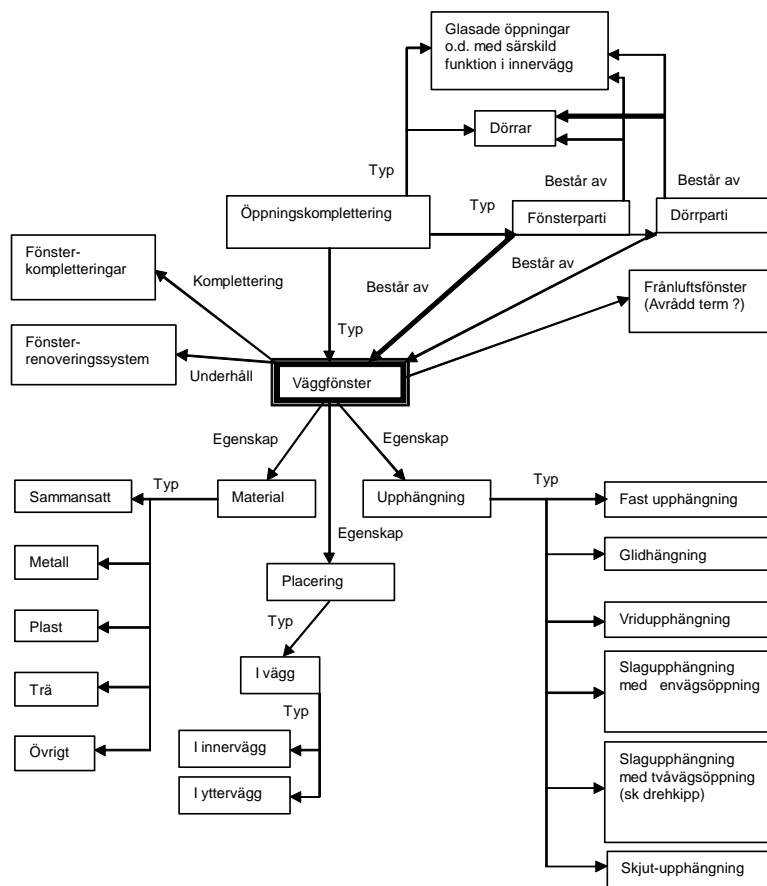 Glasade öppningar
o.d. med särskild
funktion i innervägg
Dörrar
Typ
Består av
Består av
Öppningskomplettering
Typ
Fönsterparti
Dörrparti
Fönster-
kompletteringar
Komplettering
Består av
Består av
Frånluftsfönster
(Avrådd term ?)
Typ
Fönster-
renoveringssystem
Underhåll
Väggfönster
Egenskap
Egenskap
Sammansatt
Typ
Material
Upphängning
Typ
Fast upphängning
Egenskap
Metall
Glidhängning
Placering
Plast
Typ
Vridupphängning
I vägg
Slagupphängning
med envägsöppning
Trä
Typ
Övrigt
I innervägg
Slagupphängning
med tvåvägsöppning
(sk drehkipp)
I yttervägg
Skjut-upphängning